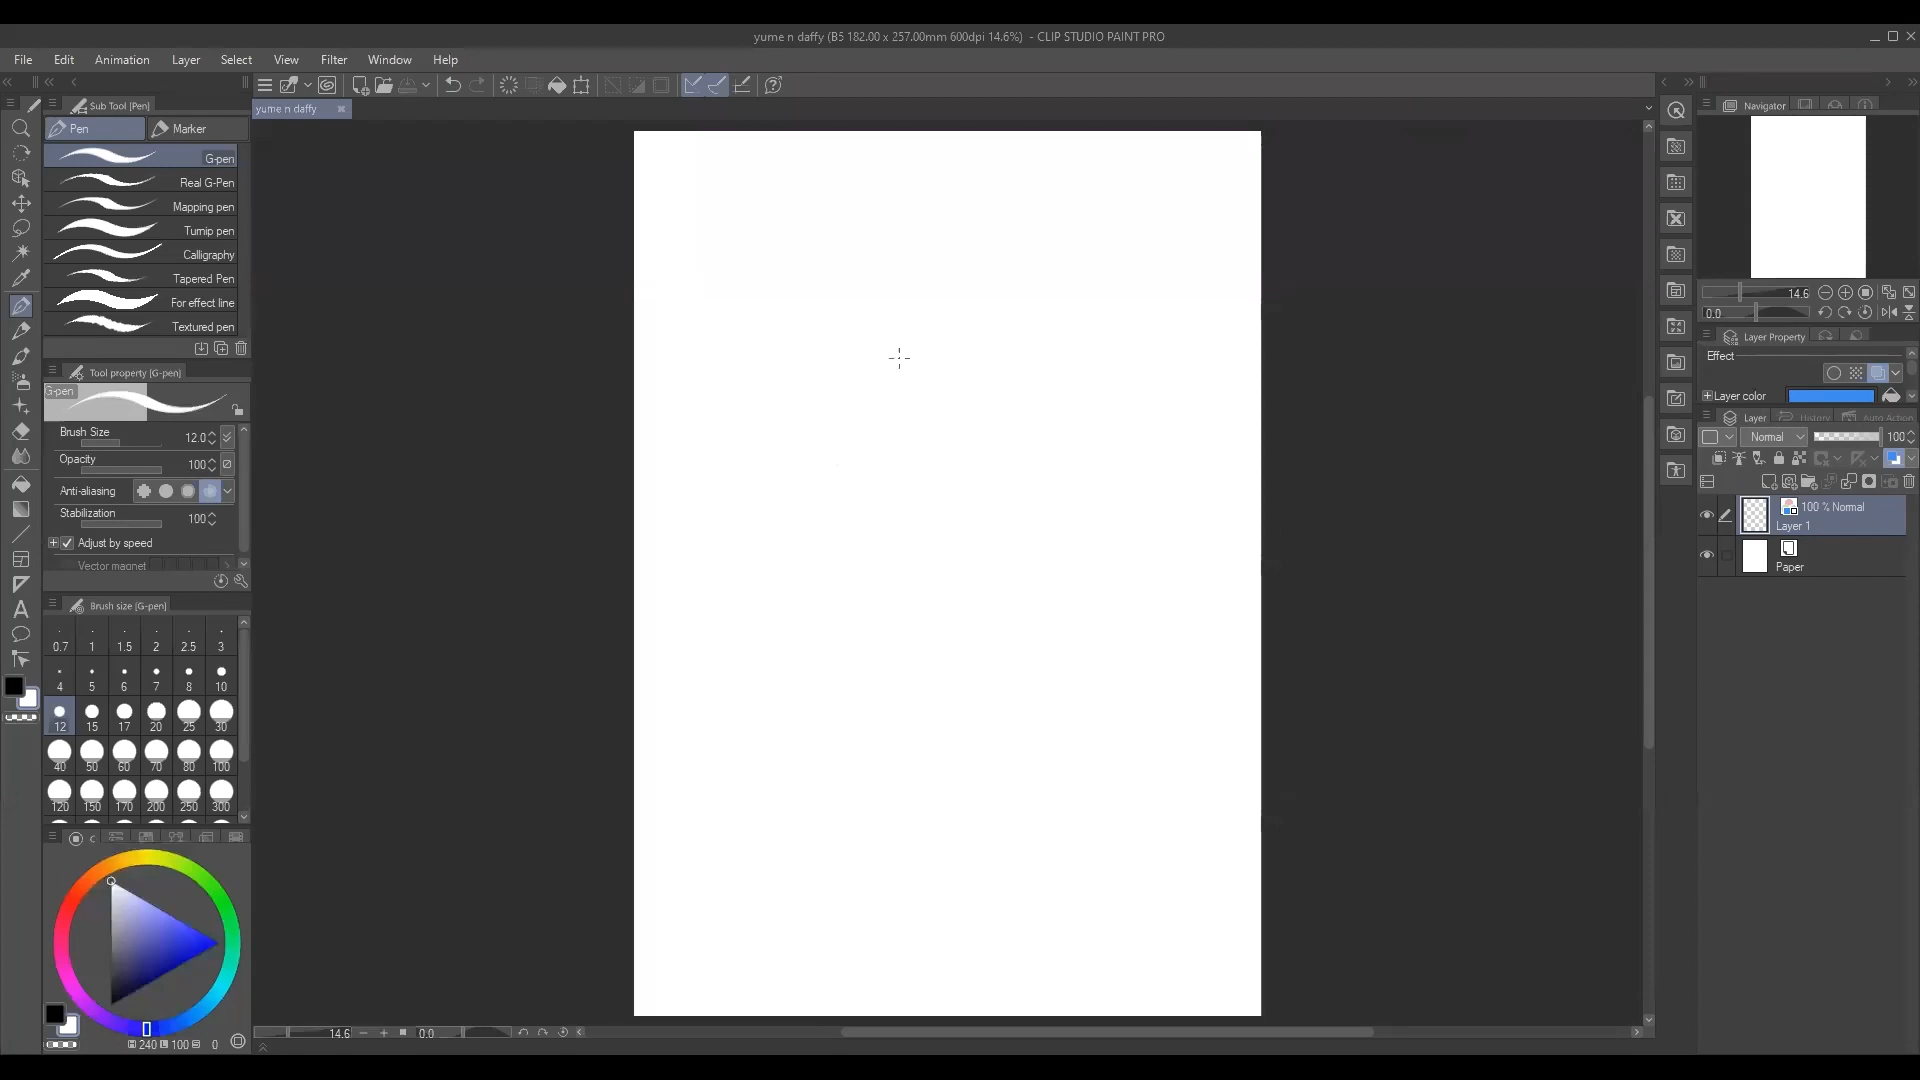 yume n daffy (B5 182.00 x 257.00mm 600dpi 14.6%) - CLIP STUDIO PAINT PRO
File Edit Animation Layer Select View Filter Window Help
Sub Tool [Pen]
yume n daffy
Navigator
Pen
Marker
G-pen
Real G-Pen
Mapping pen
Turnip pen
Calligraphy
Tapered Pen
For effect line
Textured pen
14.6
0.0
Layer Property
Effect
Layer color
Tool property [G-pen]
G-pen
Brush Size 12.0
Opacity 100
Anti-aliasing
Stabilization 100
Adjust by speed
Vector magnet
Layer History Auto Action
Normal 100
100 % Normal
Layer 1
Paper
Brush size [G-pen]
0.7 1 1.5 2 2.5 3
4 5 6 7 8 10
12 15 17 20 25 30
40 50 60 70 80 100
120 150 170 200 250 300
C
14.6 0.0
H 240 L 100 S 0